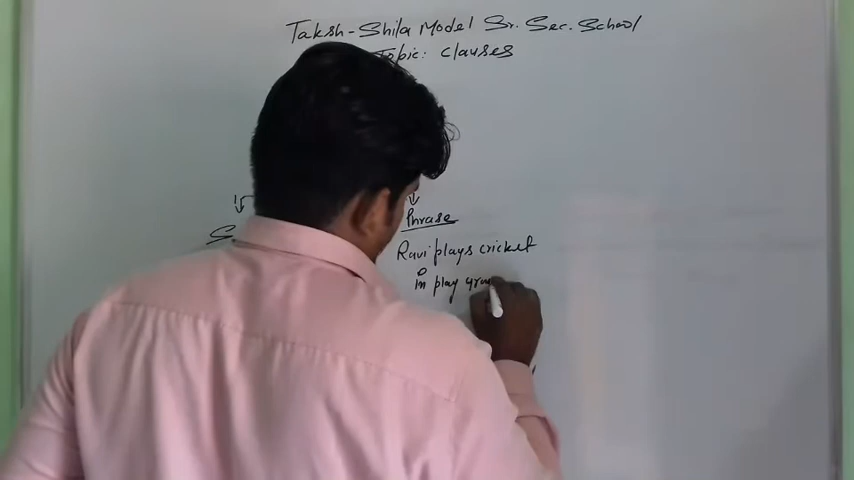 Taksh-Shila Model Sr. Sec. School
Topic: clauses
Phrase
Ravi plays cricket
in play